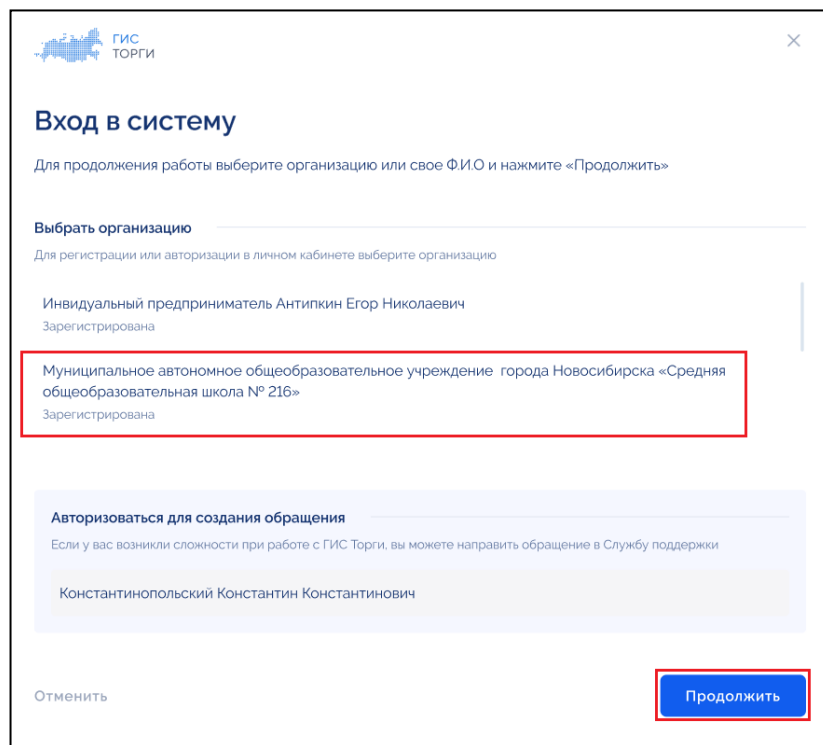 ГИС
ТОРГИ
Вход в систему
Для продолжения работы выберите организацию или свое Ф.И.О и нажмите «Продолжить»
Выбрать организацию
Для регистрации или авторизации в личном кабинете выберите организацию
Инвидуальный предприниматель Антипкин Егор Николаевич
Зарегистрирована
Муниципальное автономное общеобразовательное учреждение города Новосибирска «Средняя
общеобразовательная школа № 216»
Зарегистрирована
Авторизоваться для создания обращения
Если у вас возникли сложности при работе с ГИС Торги, вы можете направить обращение в Службу поддержки
Константинопольский Константин Константинович
Отменить
Продолжить